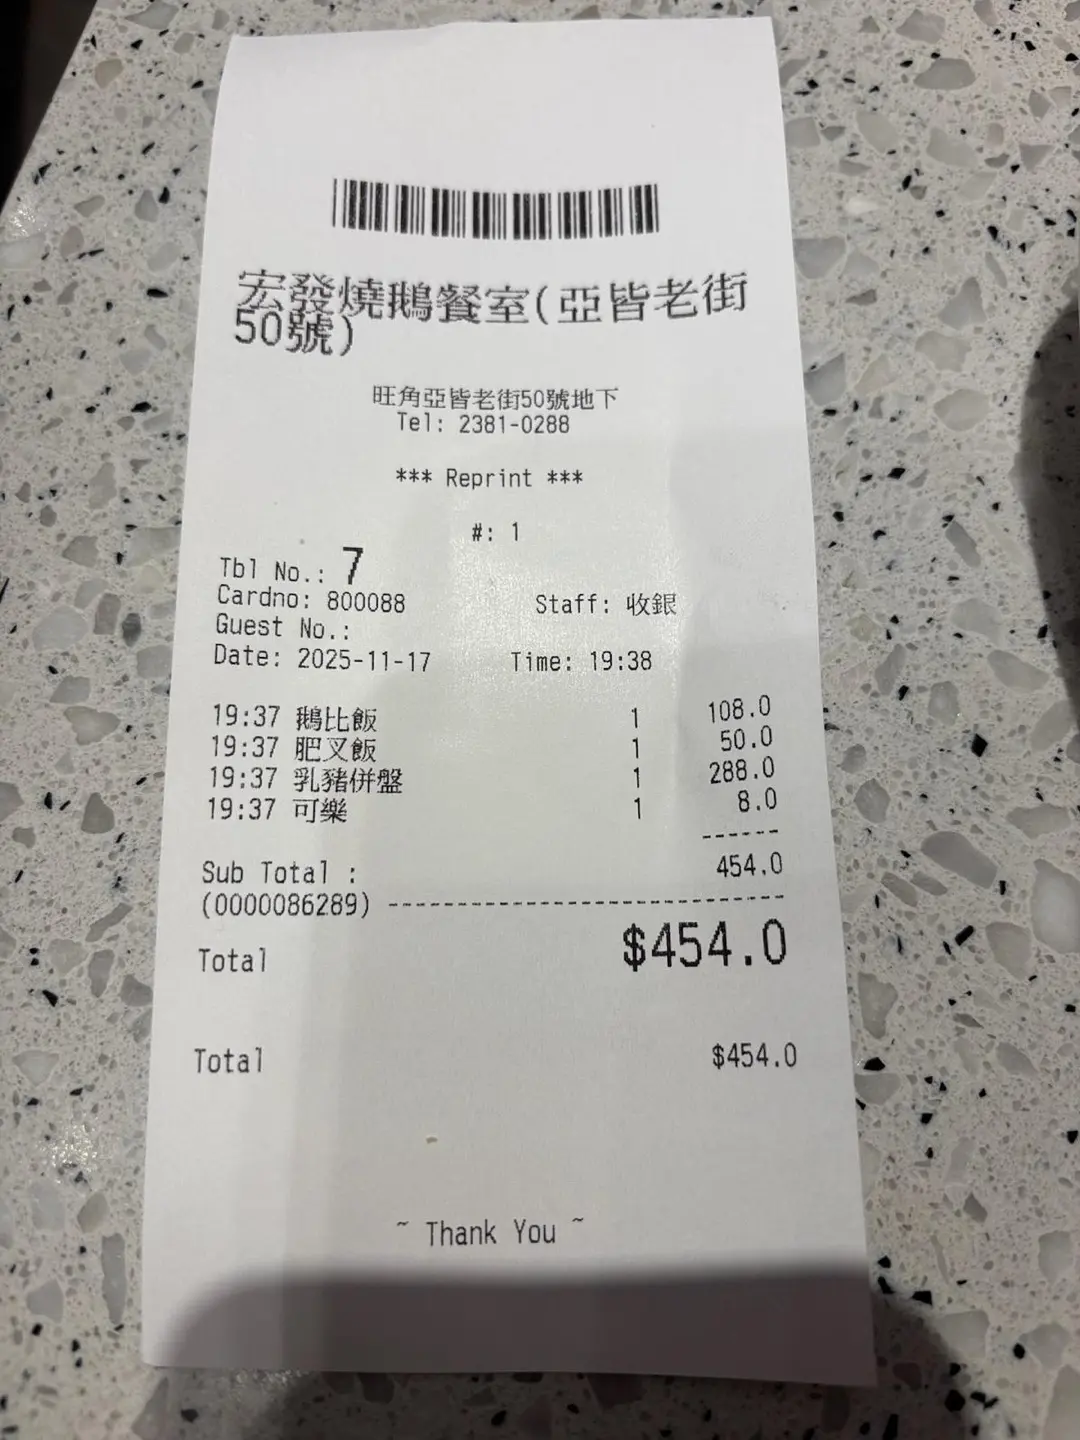 宏發燒鵝餐室(亞皆老街
50號)
旺角亞皆老街50號地下
Tel: 2381-0288
*** Reprint ***
#: 1
Tbl No.: 7
Cardno: 800088 Staff: 收銀
Guest No.:
Date: 2025-11-17 Time: 19:38
19:37 鵝比飯 1 108.0
19:37 肥叉飯 1 50.0
19:37 乳豬併盤 1 288.0
19:37 可樂 1 8.0
------
Sub Total : 454.0
(0000086289) --------------------------------
Total $454.0
Total $454.0
~ Thank You ~